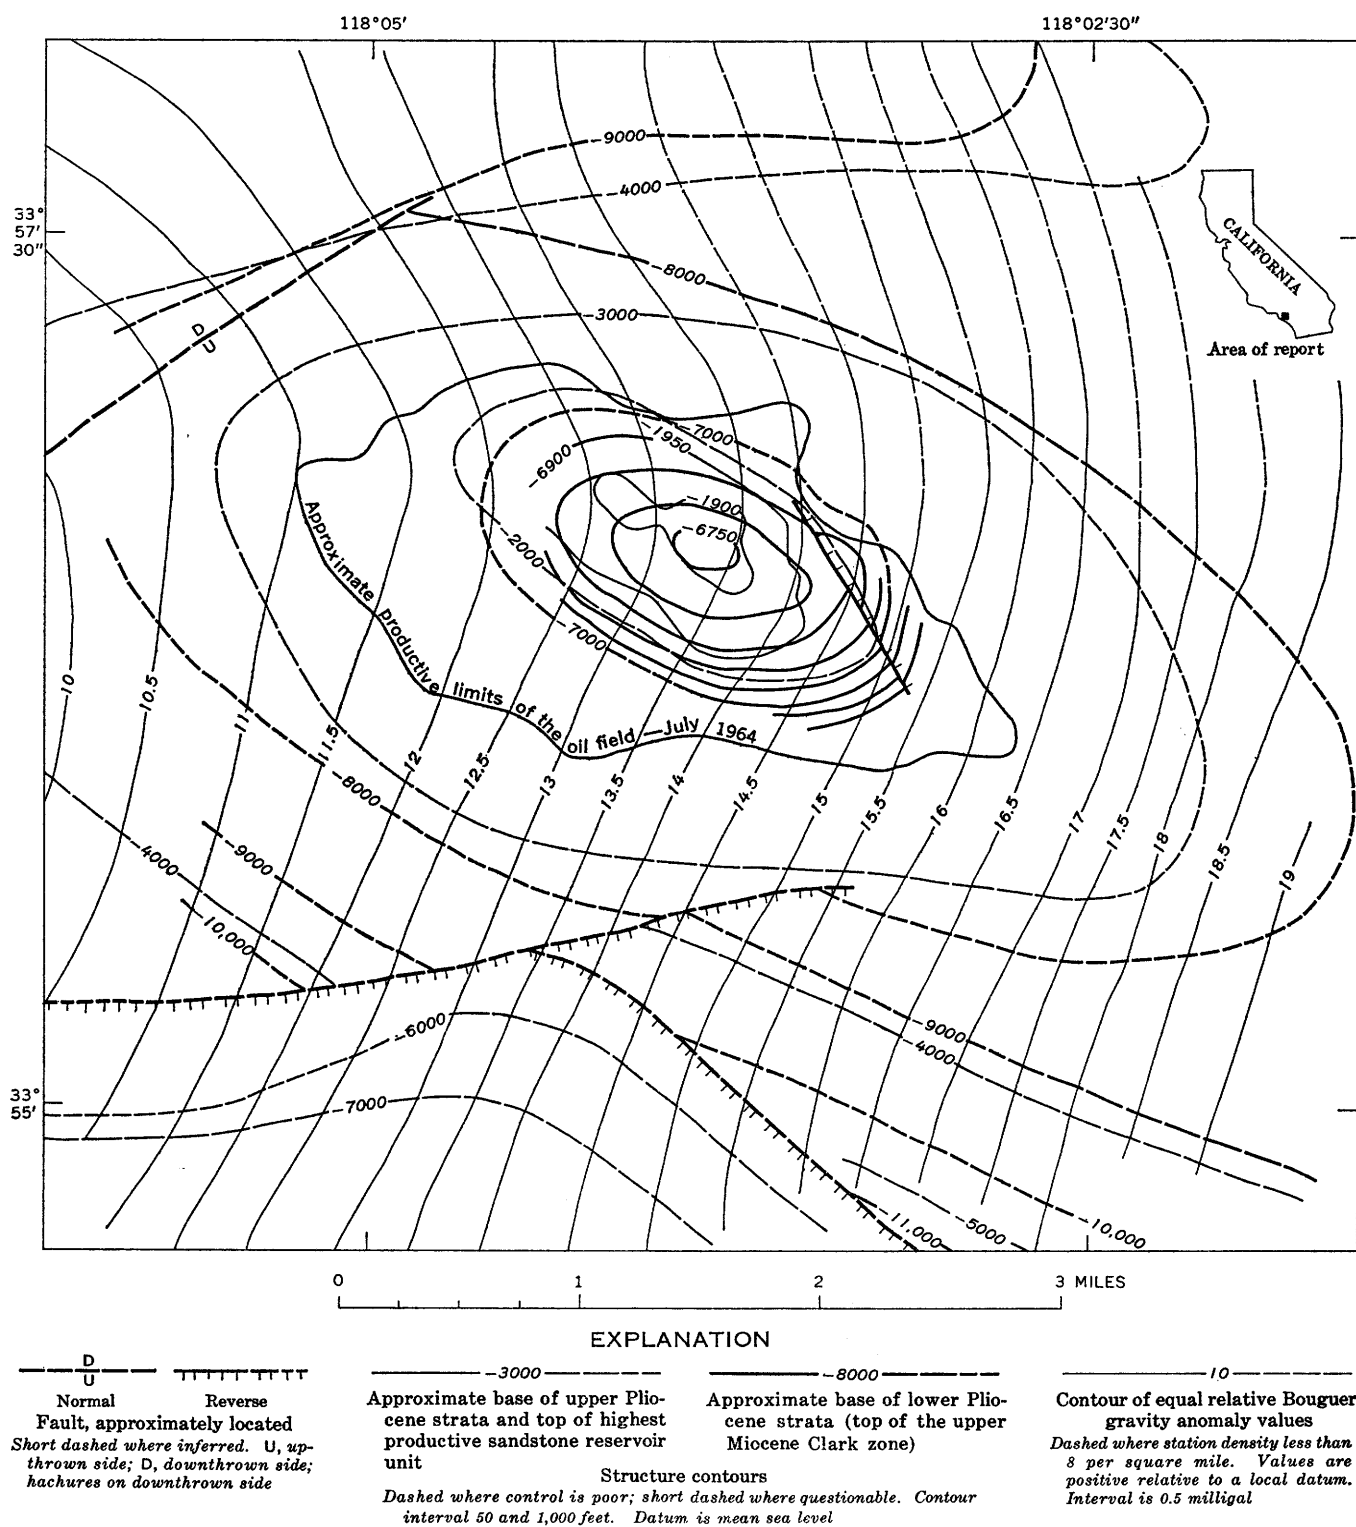 118°05′
118°02′30″
33°
57′
30″
-9000
-4000
-8000
-3000
D
U
CALIFORNIA
Area of report
-7000
-1950
-6900
-1900
-6750
-2000
-7000
Approximate productive limits of the oil field — July 1964
10
10.5
11
11.5
12
12.5
13
13.5
14
14.5
15
15.5
16
16.5
17
17.5
18
18.5
19
-8000
-4000
-9000
-10,000
-6000
-7000
-9000
-4000
-11,000
-5000
-10,000
33°
55′
0 1 2 3 MILES
EXPLANATION
D
U
Normal Reverse
Fault, approximately located
Short dashed where inferred. U, up-
thrown side; D, downthrown side;
hachures on downthrown side
-3000
Approximate base of upper Plio-
cene strata and top of highest
productive sandstone reservoir
unit
-8000
Approximate base of lower Plio-
cene strata (top of the upper
Miocene Clark zone)
Structure contours
Dashed where control is poor; short dashed where questionable. Contour
interval 50 and 1,000 feet. Datum is mean sea level
10
Contour of equal relative Bouguer
gravity anomaly values
Dashed where station density less than
8 per square mile. Values are
positive relative to a local datum.
Interval is 0.5 milligal